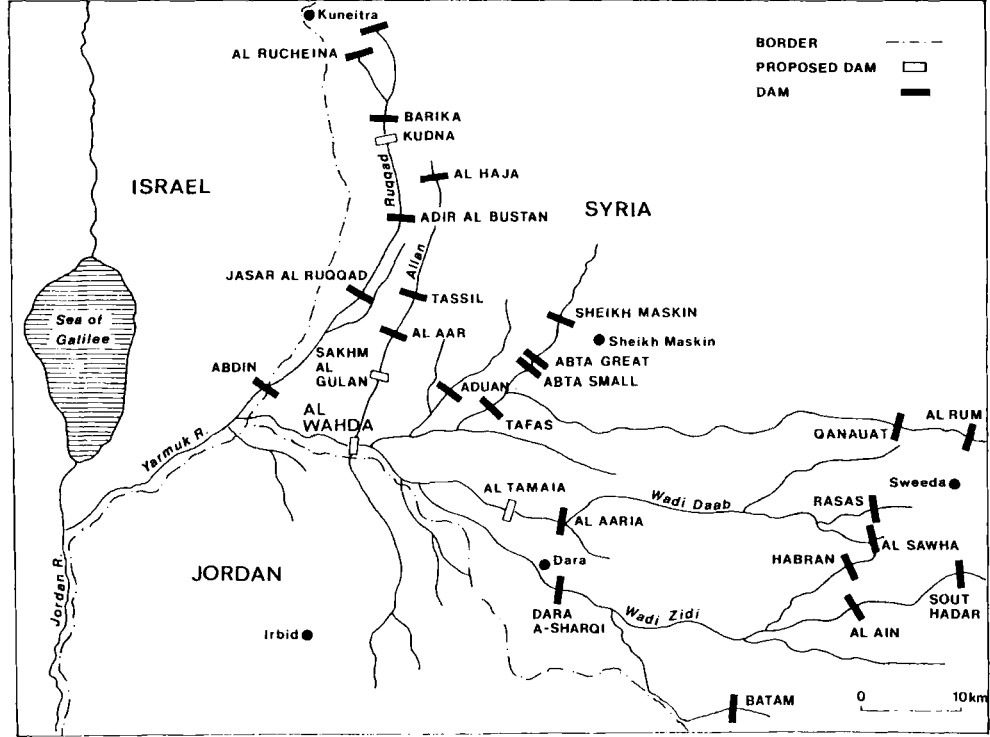 Kuneitra
AL RUCHEINA
BORDER
PROPOSED DAM
DAM
BARIKA
KUDNA
Ruqqad
AL HAJA
ISRAEL
SYRIA
ADIR AL BUSTAN
Allan
JASAR AL RUQQAD
TASSIL
SHEIKH MASKIN
Sea of
Galilee
AL AAR
Sheikh Maskin
SAKHM
AL
GULAN
ABTA GREAT
ABTA SMALL
ABDIN
ADUAN
TAFAS
AL
WAHDA
QANAUAT
AL RUM
Yarmuk R.
AL TAMAIA
Wadi Daab
Sweeda
RASAS
AL AARIA
AL SAWHA
HABRAN
Dara
JORDAN
Jordan R.
DARA
A-SHARQI
Wadi Zidi
SOUT
HADAR
AL AIN
Irbid
BATAM
0 10km